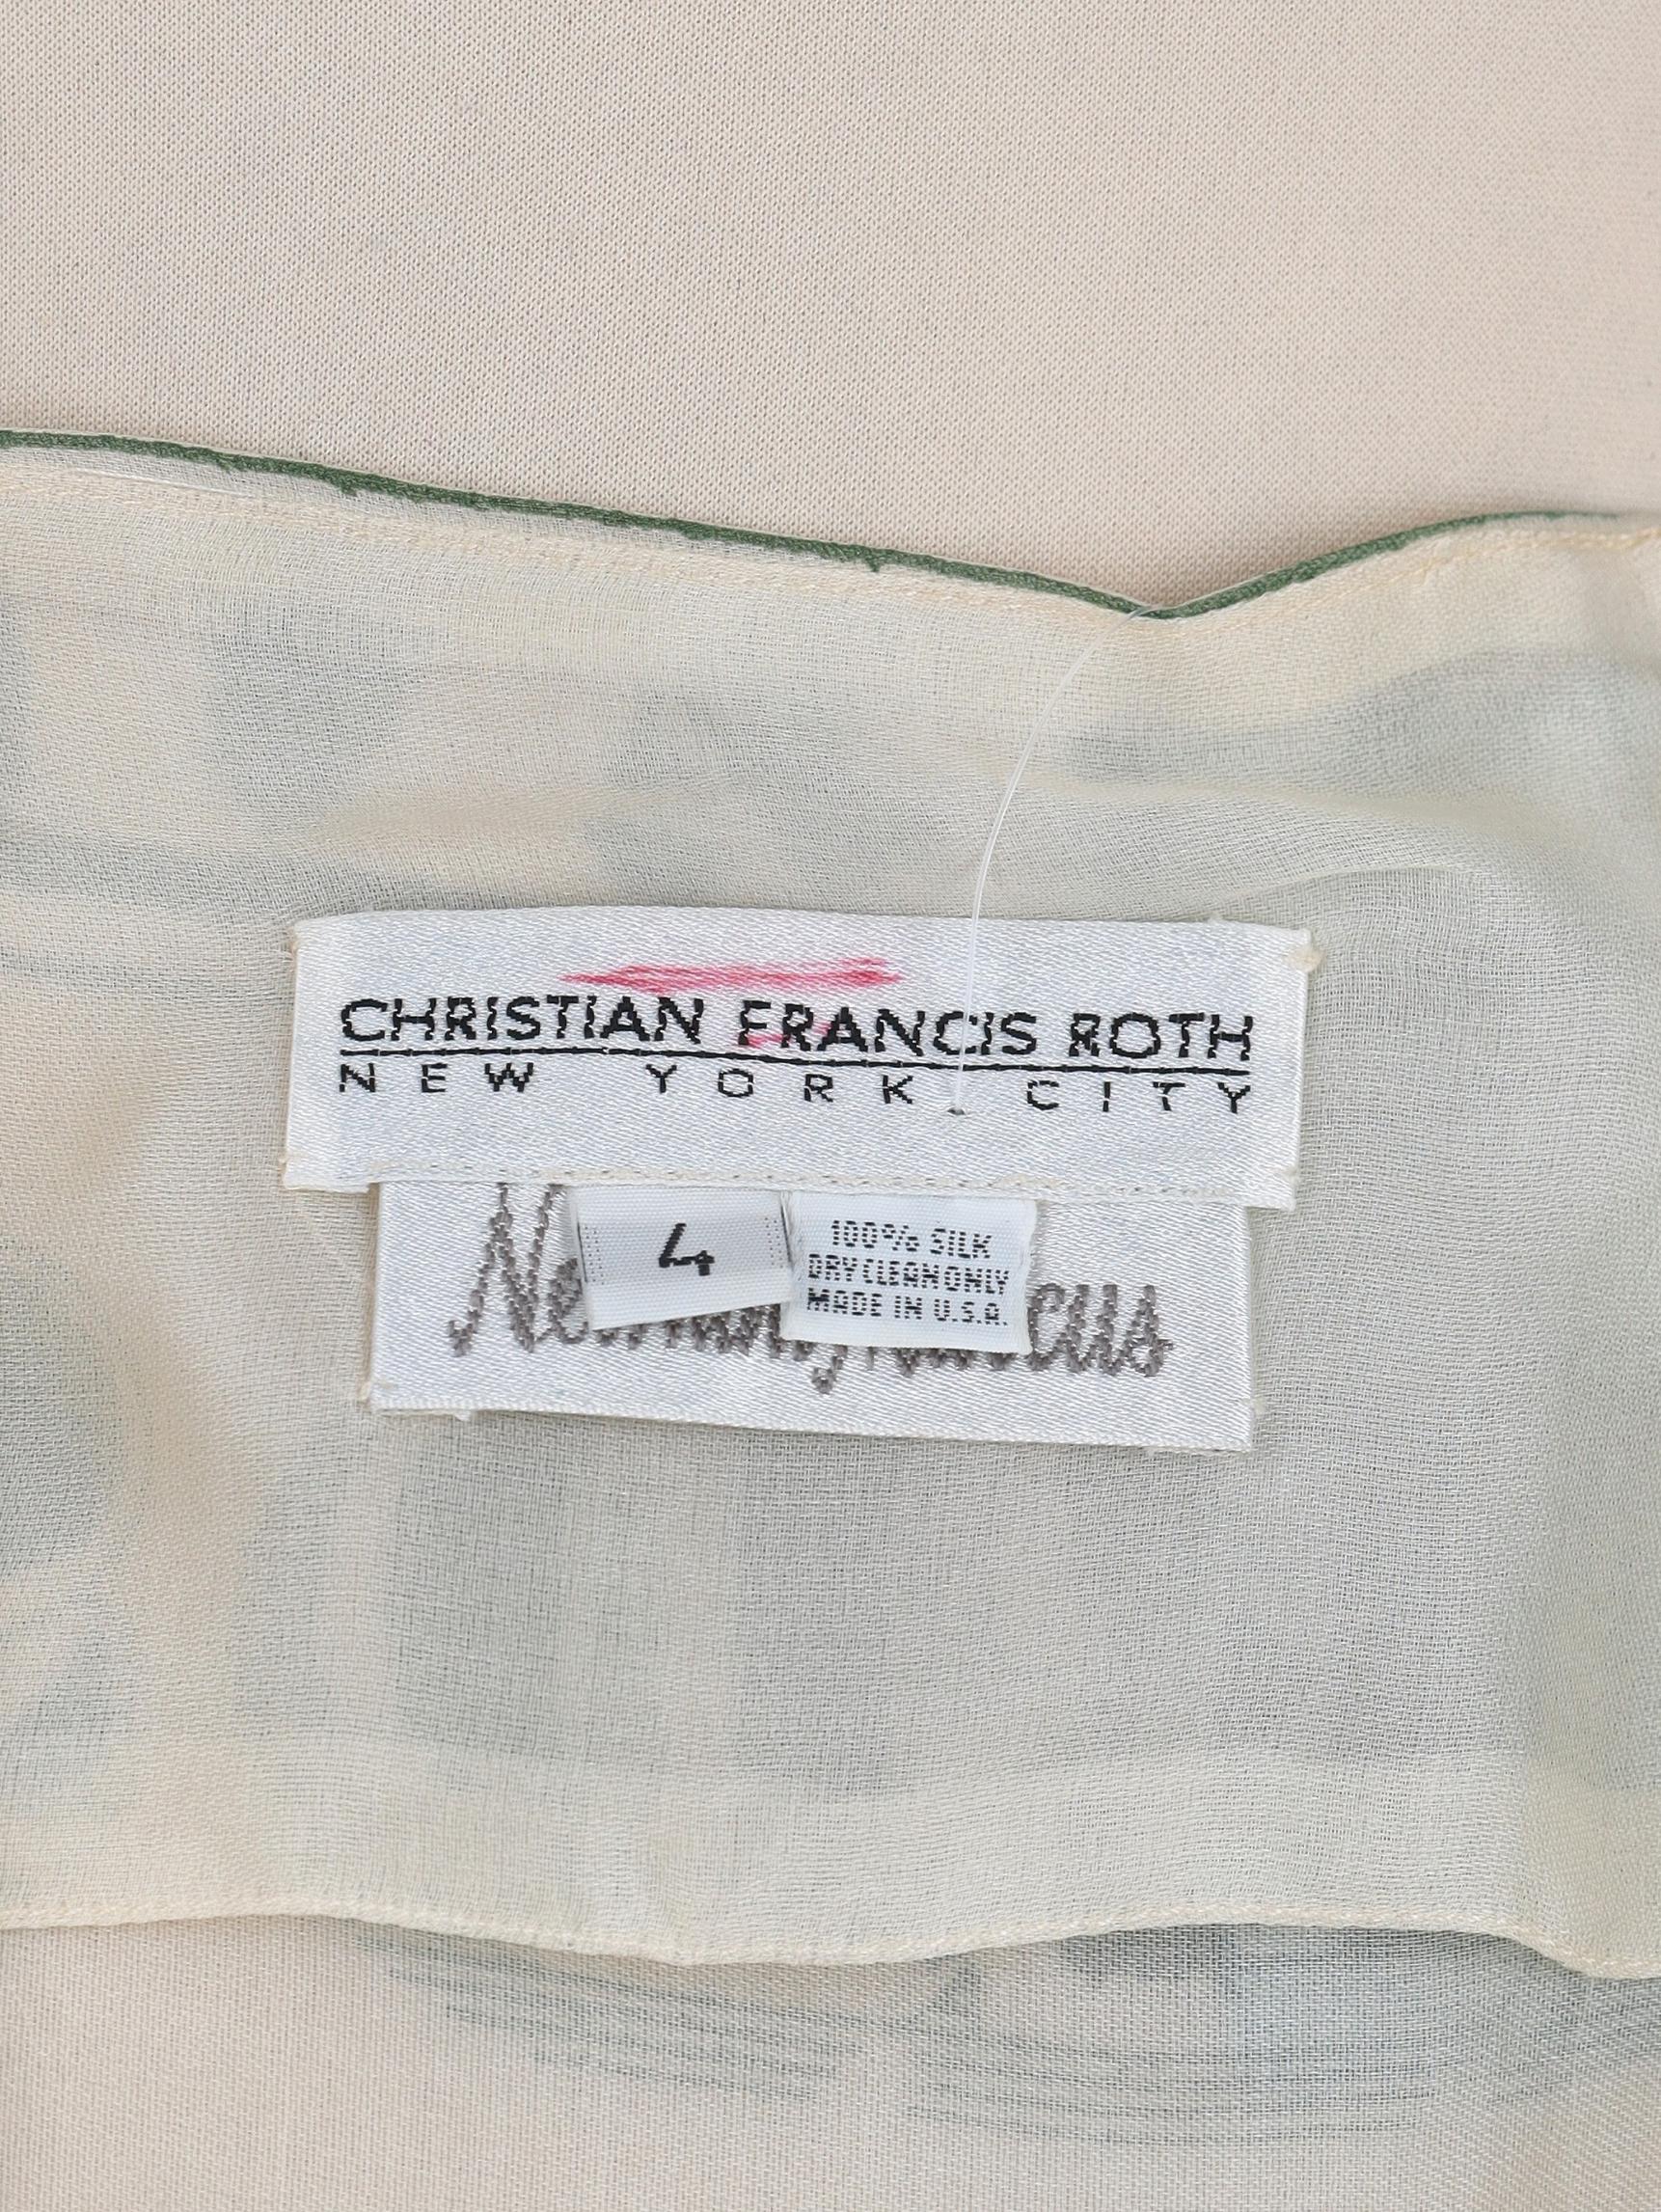 CHRISTIAN FRANCIS ROTH
NEW YORK CITY
4
100% SILK
DRY CLEAN ONLY
MADE IN U.S.A.